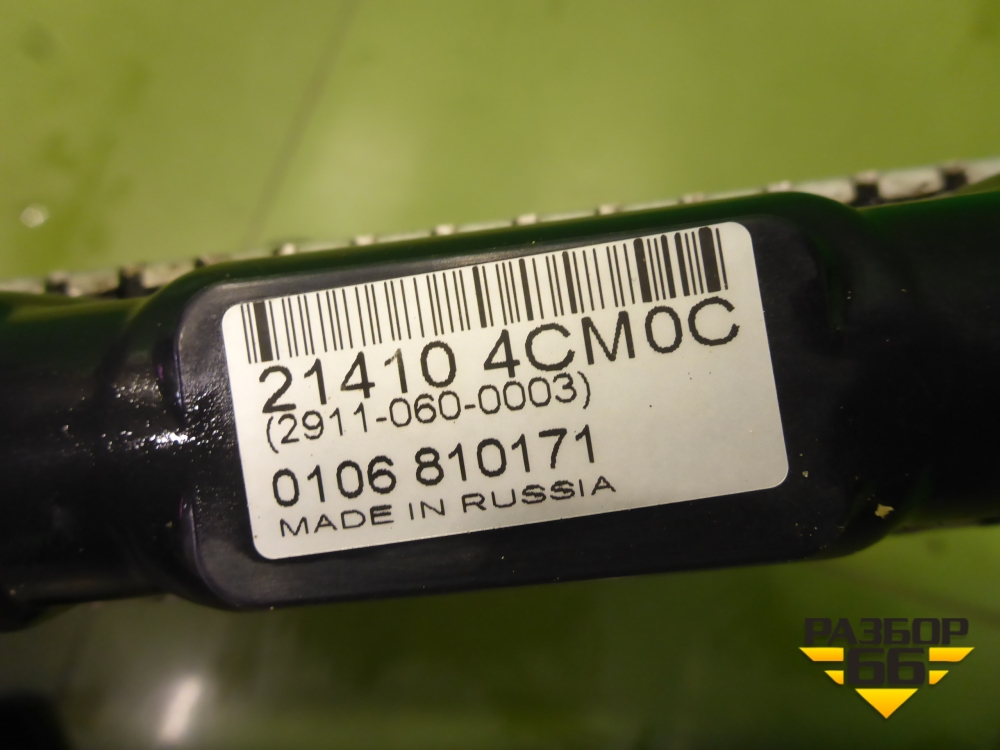 21410 4CM0C
(2911-060-0003)
0106 810171
MADE IN RUSSIA
РАЗБОР
66